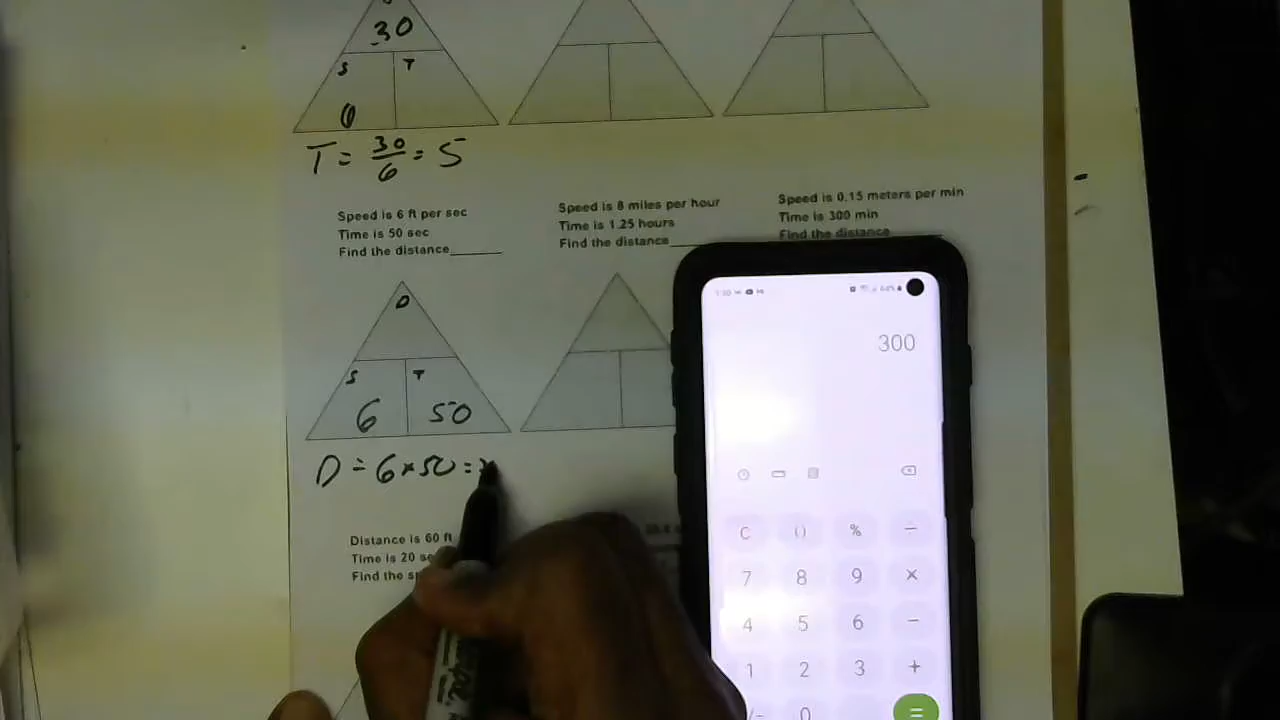 30
S T
6
T = 30/6 = 5
Speed is 6 ft per sec
Time is 50 sec
Find the distance______
Speed is 8 miles per hour
Time is 1.25 hours
Find the distance
Speed is 0.15 meters per min
Time is 300 min
Find the distance
D
S T
6 50
D = 6 × 50 =
Distance is 60 ft
Time is 20
Find the
300
C () % ÷
7 8 9 ×
4 5 6 −
1 2 3 +
0 =